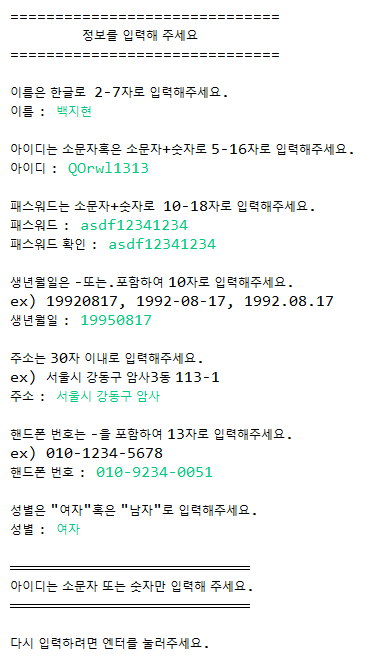 ==============================
정보를 입력해 주세요
==============================
이름은 한글로 2-7자로 입력해주세요.
이름 : 백지현
아이디는 소문자혹은 소문자+숫자로 5-16자로 입력해주세요.
아이디 : QOrwl1313
패스워드는 소문자+숫자로 10-18자로 입력해주세요.
패스워드 : asdf12341234
패스워드 확인 : asdf12341234
생년월일은 -또는.포함하여 10자로 입력해주세요.
ex) 19920817, 1992-08-17, 1992.08.17
생년월일 : 19950817
주소는 30자 이내로 입력해주세요.
ex) 서울시 강동구 암사3동 113-1
주소 : 서울시 강동구 암사
핸드폰 번호는 -을 포함하여 13자로 입력해주세요.
ex) 010-1234-5678
핸드폰 번호 : 010-9234-0051
성별은 "여자"혹은 "남자"로 입력해주세요.
성별 : 여자
══════════════════════════════
아이디는 소문자 또는 숫자만 입력해 주세요.
══════════════════════════════
다시 입력하려면 엔터를 눌러주세요.